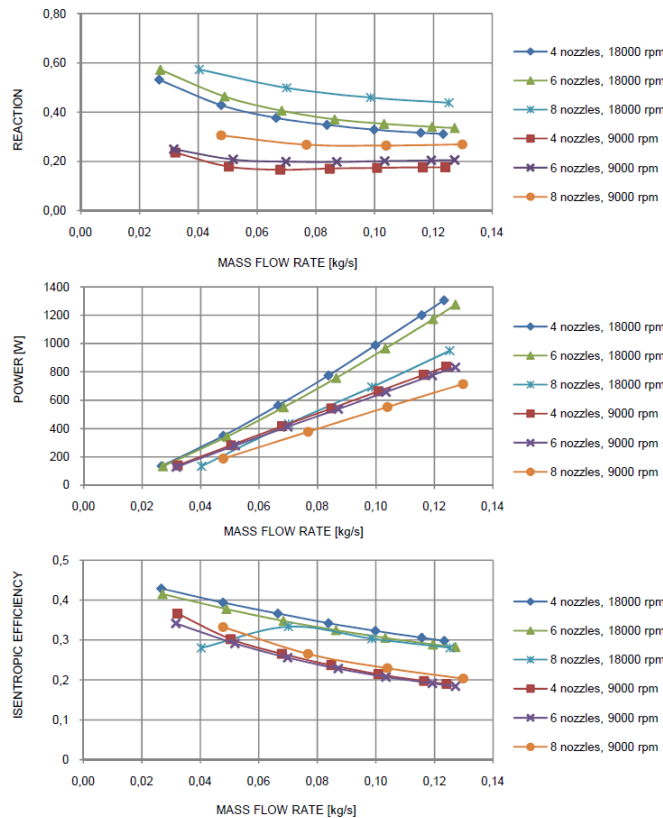 0,80
0,60
0,40
0,20
0,00
REACTION
0,00 0,02 0,04 0,06 0,08 0,10 0,12 0,14
MASS FLOW RATE [kg/s]
4 nozzles, 18000 rpm
6 nozzles, 18000 rpm
8 nozzles, 18000 rpm
4 nozzles, 9000 rpm
6 nozzles, 9000 rpm
8 nozzles, 9000 rpm
1400
1200
1000
800
600
400
200
0
POWER [W]
0,00 0,02 0,04 0,06 0,08 0,10 0,12 0,14
MASS FLOW RATE [kg/s]
4 nozzles, 18000 rpm
6 nozzles, 18000 rpm
8 nozzles, 18000 rpm
4 nozzles, 9000 rpm
6 nozzles, 9000 rpm
8 nozzles, 9000 rpm
0,5
0,4
0,3
0,2
0,1
0
ISENTROPIC EFFICIENCY
0,00 0,02 0,04 0,06 0,08 0,10 0,12 0,14
MASS FLOW RATE [kg/s]
4 nozzles, 18000 rpm
6 nozzles, 18000 rpm
8 nozzles, 18000 rpm
4 nozzles, 9000 rpm
6 nozzles, 9000 rpm
8 nozzles, 9000 rpm